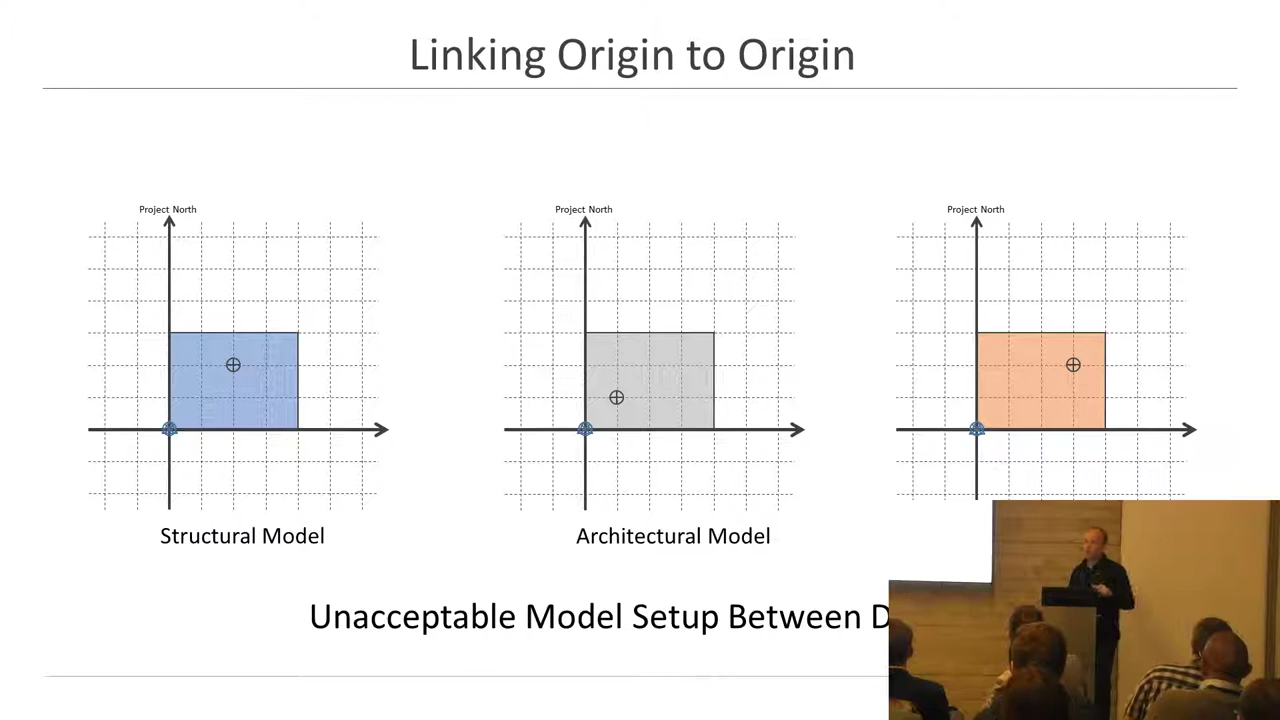 Linking Origin to Origin
Project North
Project North
Project North
Structural Model
Architectural Model
Unacceptable Model Setup Between